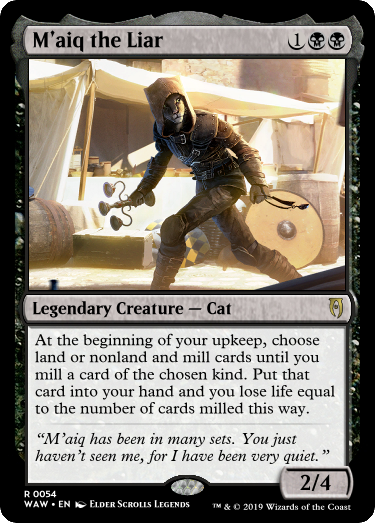 M'aiq the Liar 1
Legendary Creature — Cat
At the beginning of your upkeep, choose
land or nonland and mill cards until you
mill a card of the chosen kind. Put that
card into your hand and you lose life equal
to the number of cards milled this way.
“M'aiq has been in many sets. You just
haven't seen me, for I have been very quiet.”
2/4
R 0054
WAW • EN Elder Scrolls Legends
™ & © 2019 Wizards of the Coast